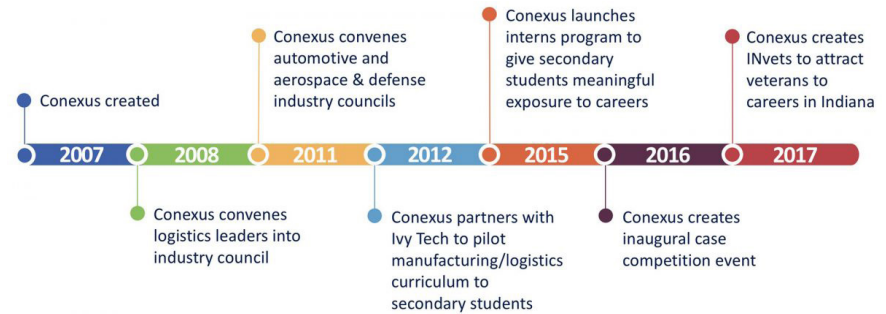 Conexus created
Conexus convenes
automotive and
aerospace & defense
industry councils
Conexus launches
interns program to
give secondary
students meaningful
exposure to careers
Conexus creates
INvets to attract
veterans to
careers in Indiana
2007
2008
2011
2012
2015
2016
2017
Conexus convenes
logistics leaders into
industry council
Conexus partners with
Ivy Tech to pilot
manufacturing/logistics
curriculum to
secondary students
Conexus creates
inaugural case
competition event